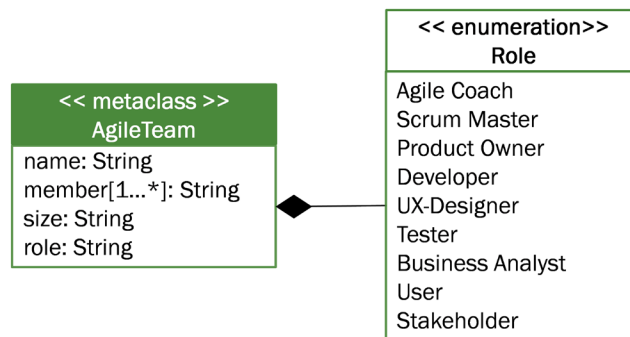 << metaclass >>
AgileTeam
name: String
member[1...*]: String
size: String
role: String
<< enumeration>>
Role
Agile Coach
Scrum Master
Product Owner
Developer
UX-Designer
Tester
Business Analyst
User
Stakeholder